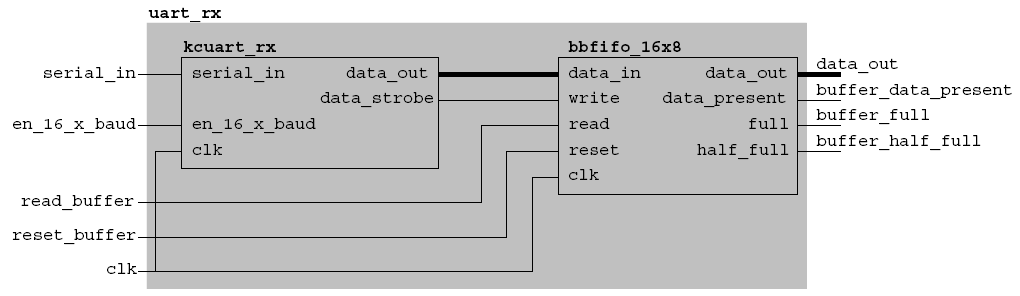 uart_rx
kcuart_rx
bbfifo_16x8
serial_in
serial_in
data_out
data_in
data_out
data_out
data_strobe
write
data_present
buffer_data_present
en_16_x_baud
en_16_x_baud
read
full
buffer_full
clk
reset
half_full
buffer_half_full
clk
read_buffer
reset_buffer
clk